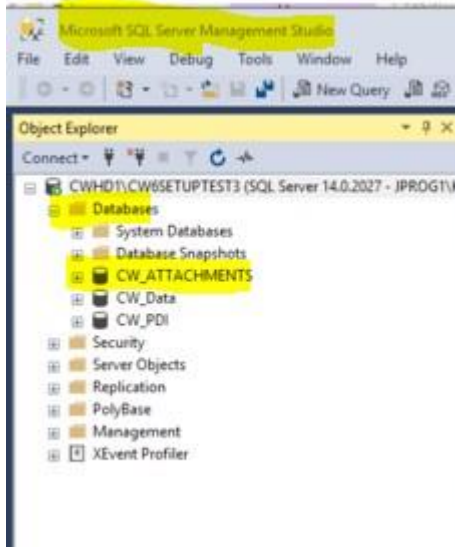 Microsoft SQL Server Management Studio
File Edit View Debug Tools Window Help
New Query
Object Explorer
Connect
CWHD1\CW6SETUPTEST3 (SQL Server 14.0.2027 - JPROG1\
Databases
System Databases
Database Snapshots
CW_ATTACHMENTS
CW_Data
CW_PDI
Security
Server Objects
Replication
PolyBase
Management
XEvent Profiler